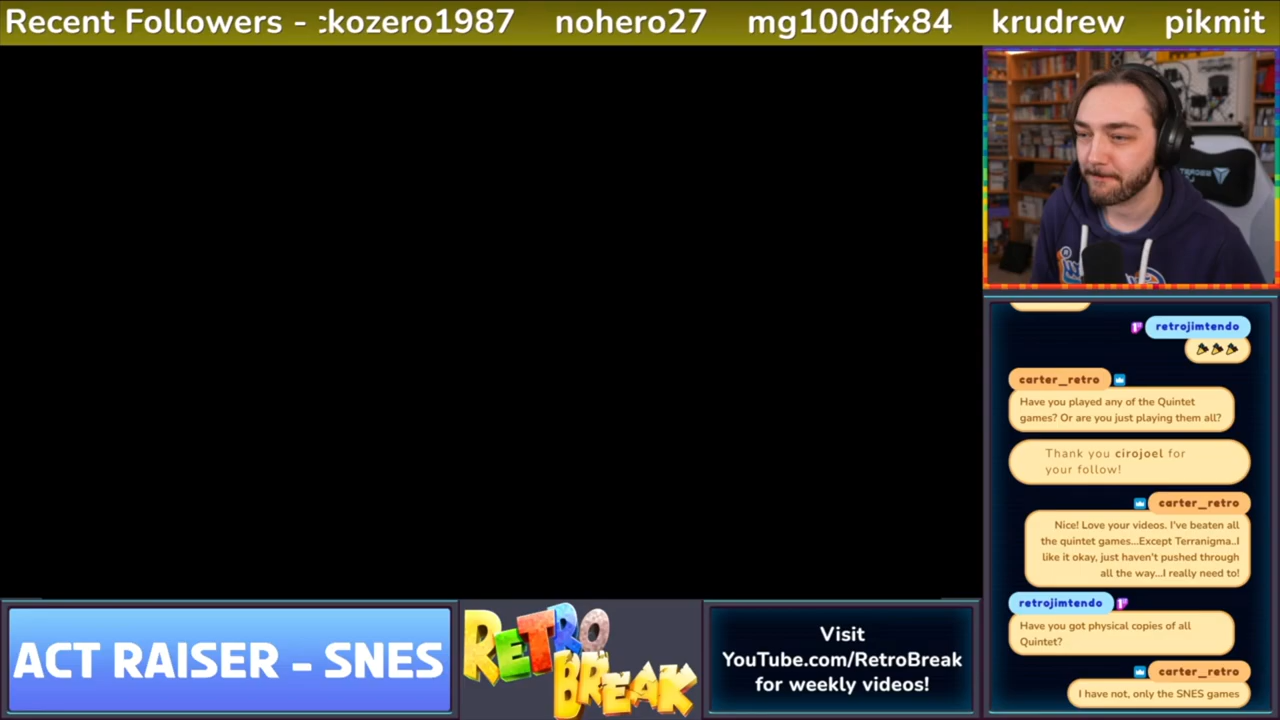 Recent Followers - :kozero1987 nohero27 mg100dfx84 krudrew pikmit
retrojimtendo
carter_retro
Have you played any of the Quintet
games? Or are you just playing them all?
Thank you cirojoel for
your follow!
carter_retro
Nice! Love your videos. I've beaten all
the quintet games...Except Terranigma..I
like it okay, just haven't pushed through
all the way...I really need to!
retrojimtendo
Have you got physical copies of all
Quintet?
carter_retro
I have not, only the SNES games
ACT RAISER - SNES
RETRO
BREAK
Visit
YouTube.com/RetroBreak
for weekly videos!